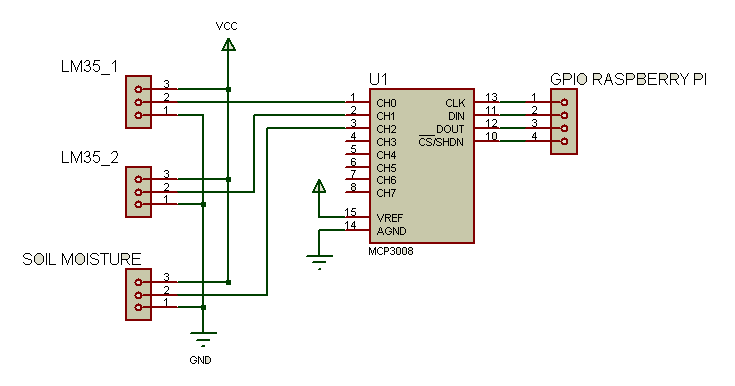 VCC
LM35_1
3
2
1
LM35_2
3
2
1
SOIL MOISTURE
3
2
1
GND
U1
1 CH0 CLK 13
2 CH1 DIN 11
3 CH2 DOUT 12
4 CH3 CS/SHDN 10
5 CH4
6 CH5
7 CH6
8 CH7
15 VREF
14 AGND
MCP3008
GPIO RASPBERRY PI
1
2
3
4